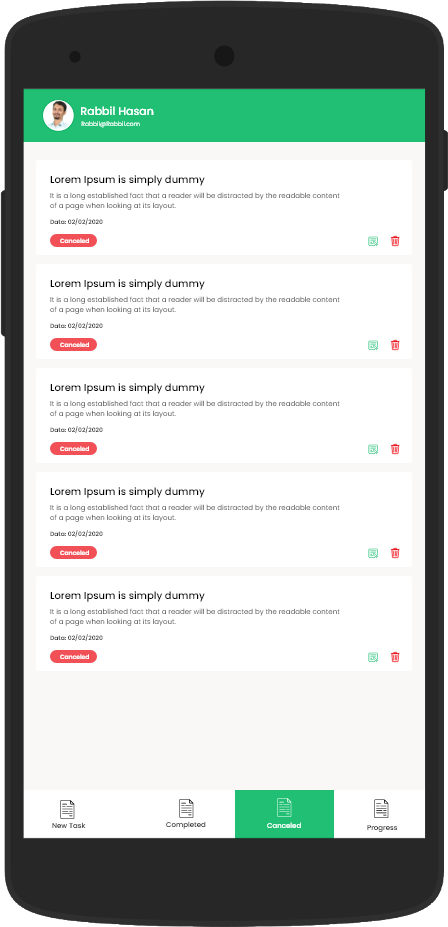 Rabbil Hasan
Rabbil@Rabbil.com
Lorem Ipsum is simply dummy
It is a long established fact that a reader will be distracted by the readable content
of a page when looking at its layout.
Data: 02/02/2020
Canceled
Lorem Ipsum is simply dummy
It is a long established fact that a reader will be distracted by the readable content
of a page when looking at its layout.
Data: 02/02/2020
Canceled
Lorem Ipsum is simply dummy
It is a long established fact that a reader will be distracted by the readable content
of a page when looking at its layout.
Data: 02/02/2020
Canceled
Lorem Ipsum is simply dummy
It is a long established fact that a reader will be distracted by the readable content
of a page when looking at its layout.
Data: 02/02/2020
Canceled
Lorem Ipsum is simply dummy
It is a long established fact that a reader will be distracted by the readable content
of a page when looking at its layout.
Data: 02/02/2020
Canceled
New Task
Completed
Canceled
Progress